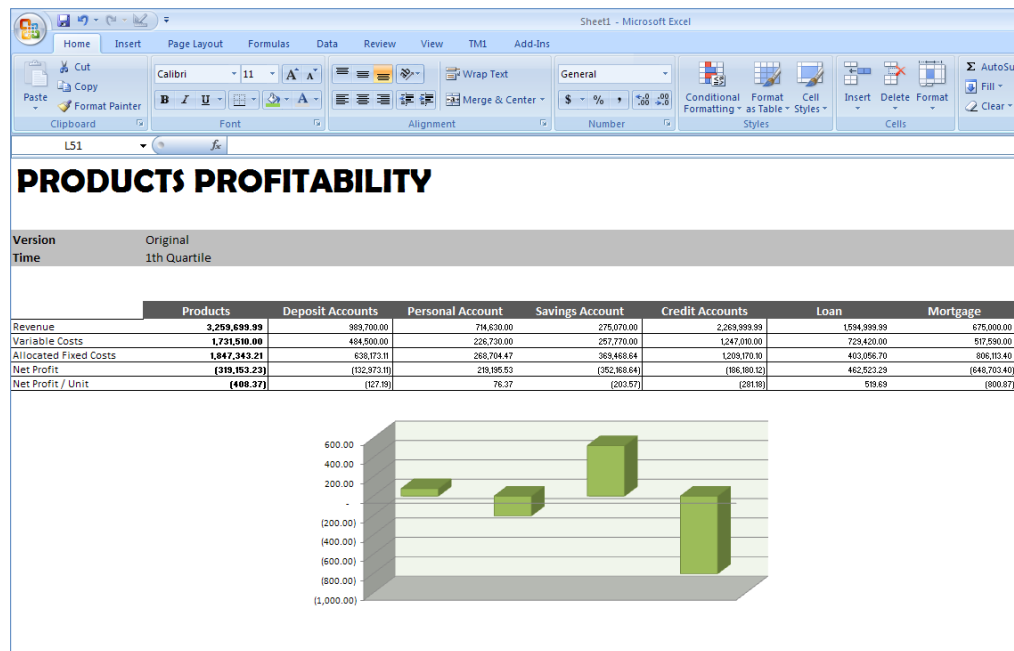 Sheet1 - Microsoft Excel
Home Insert Page Layout Formulas Data Review View TM1 Add-Ins
Paste Cut Copy Format Painter Clipboard
Calibri 11 A A B I U A Font
Wrap Text Merge & Center Alignment
General $ % , .0 .00 .00 .0 Number
Conditional Formatting Format as Table Cell Styles Styles
Insert Delete Format Cells
Σ AutoSu
Fill
Clear
L51 fx
PRODUCTS PROFITABILITY
Version Original
Time 1th Quartile
Products Deposit Accounts Personal Account Savings Account Credit Accounts Loan Mortgage
Revenue 3,259,699.99 989,700.00 714,630.00 275,070.00 2,269,999.99 1,594,999.99 675,000.00
Variable Costs 1,731,510.00 484,500.00 226,730.00 257,770.00 1,247,010.00 729,420.00 517,590.00
Allocated Fixed Costs 1,847,343.21 638,173.11 268,704.47 369,468.64 1,209,170.10 403,056.70 806,113.40
Net Profit (319,153.23) (132,973.11) 219,195.53 (352,168.64) (186,180.12) 462,523.29 (648,703.40)
Net Profit / Unit (408.37) (127.19) 76.37 (203.57) (281.18) 519.69 (800.87)
600.00
400.00
200.00
-
(200.00)
(400.00)
(600.00)
(800.00)
(1,000.00)